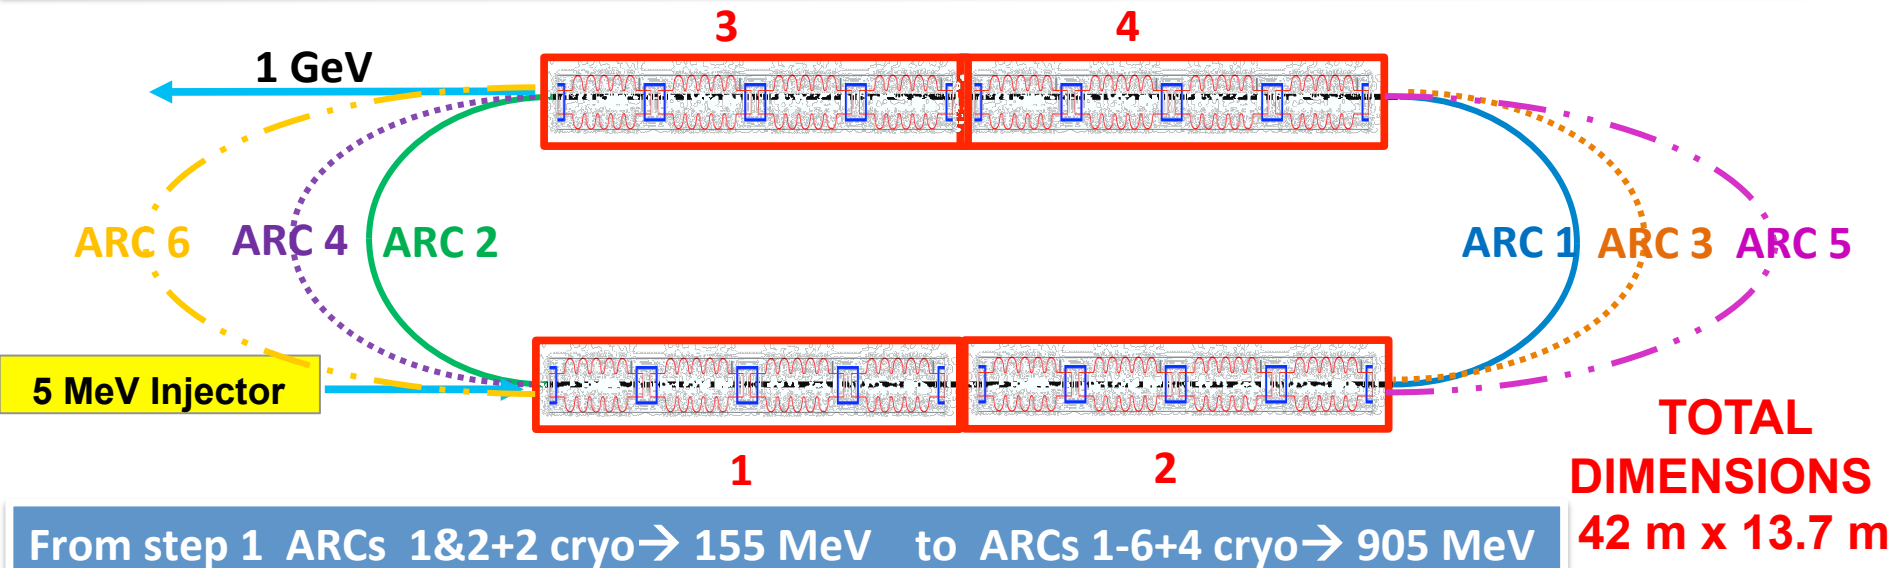 3
4
1 GeV
ARC 6
ARC 4
ARC 2
ARC 1
ARC 3
ARC 5
5 MeV Injector
1
2
TOTAL
DIMENSIONS
42 m x 13.7 m
From step 1 ARCs 1&2+2 cryo→ 155 MeV to ARCs 1-6+4 cryo→ 905 MeV